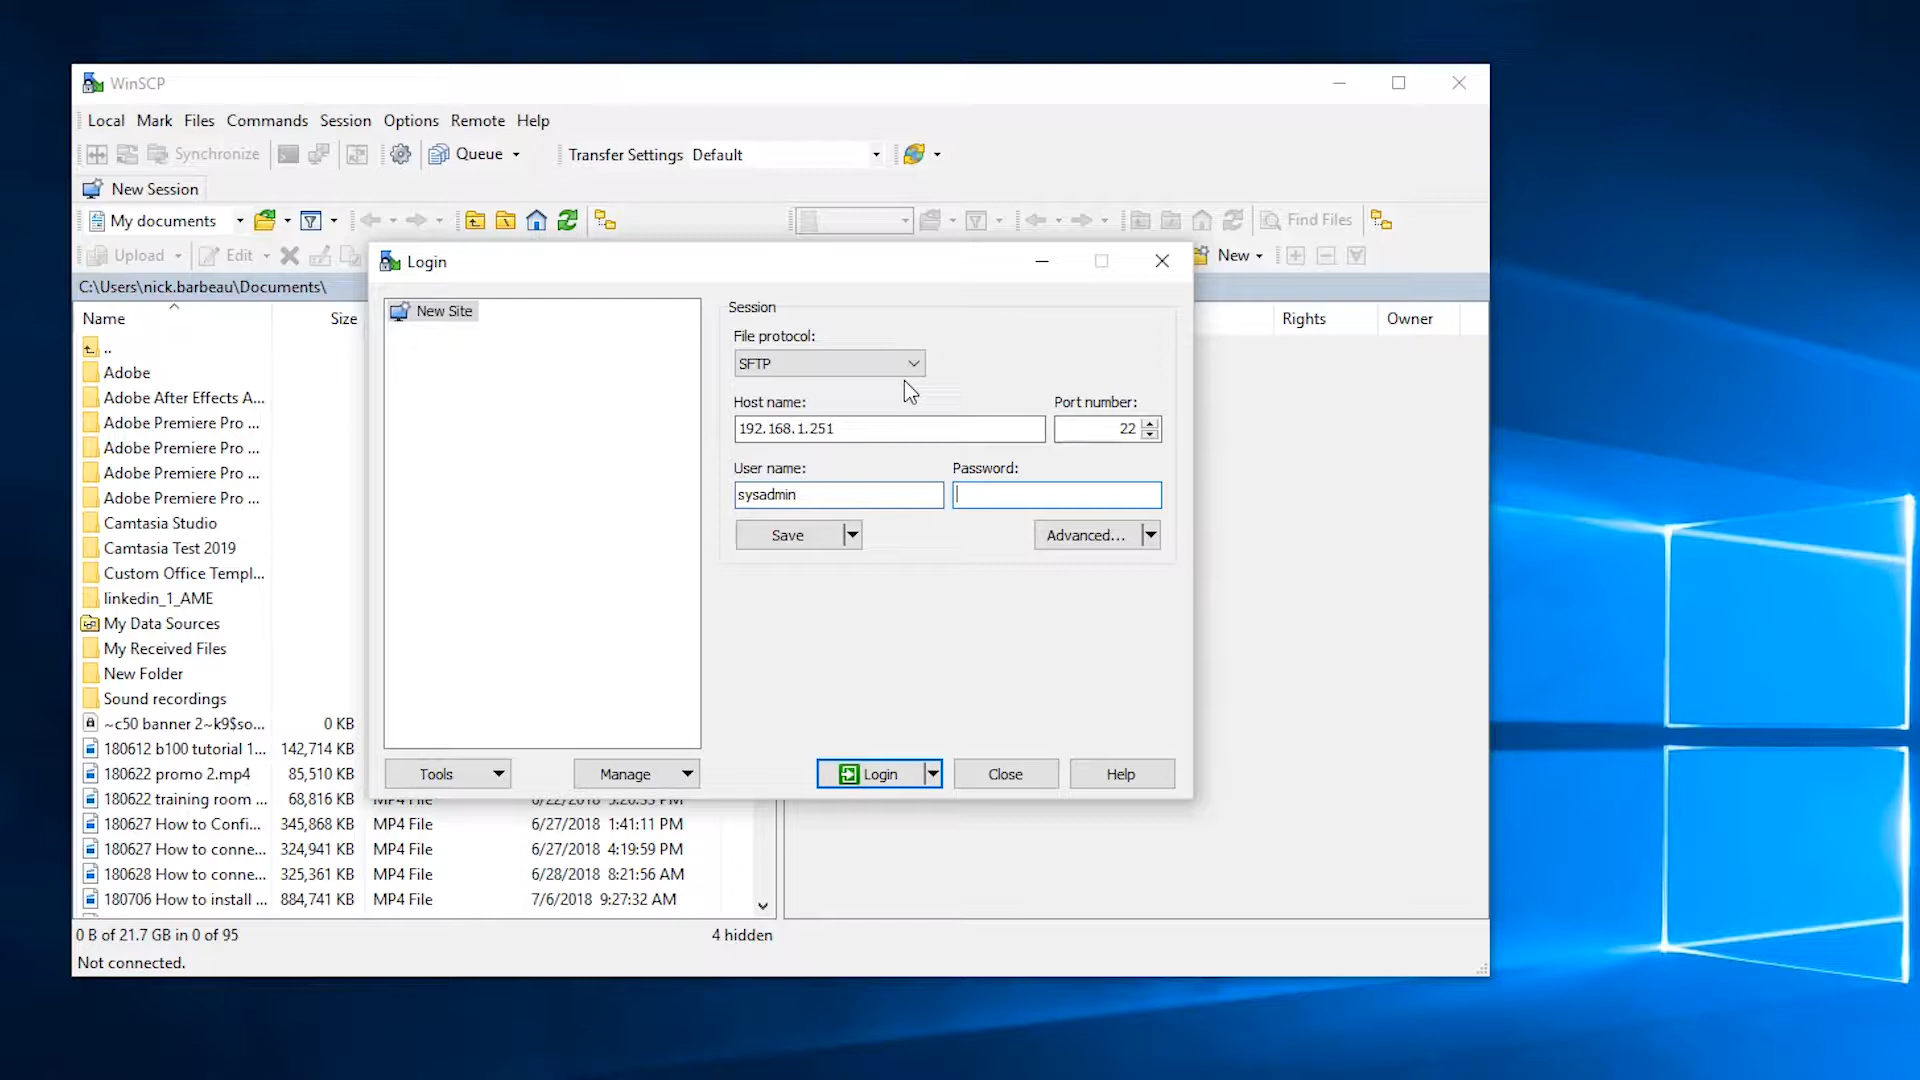 WinSCP
Local Mark Files Commands Session Options Remote Help
Synchronize Queue Transfer Settings Default
New Session
My documents Find Files
Upload Edit New
Login
C:\Users\nick.barbeau\Documents\
Name Size Rights Owner
..
Adobe
Adobe After Effects A...
Adobe Premiere Pro ...
Adobe Premiere Pro ...
Adobe Premiere Pro ...
Adobe Premiere Pro ...
Camtasia Studio
Camtasia Test 2019
Custom Office Templ...
linkedin_1_AME
My Data Sources
My Received Files
New Folder
Sound recordings
~c50 banner 2~k9$so... 0 KB
180612 b100 tutorial 1... 142,714 KB
180622 promo 2.mp4 85,510 KB
180622 training room ... 68,816 KB MP4 File 6/22/2018
180627 How to Confi... 345,868 KB MP4 File 6/27/2018 1:41:11 PM
180627 How to conne... 324,941 KB MP4 File 6/27/2018 4:19:59 PM
180628 How to conne... 325,361 KB MP4 File 6/28/2018 8:21:56 AM
180706 How to install ... 884,741 KB MP4 File 7/6/2018 9:27:32 AM
New Site
Session
File protocol:
SFTP
Host name: Port number:
192.168.1.251 22
User name: Password:
sysadmin
Save Advanced...
Tools Manage Login Close Help
0 B of 21.7 GB in 0 of 95 4 hidden
Not connected.